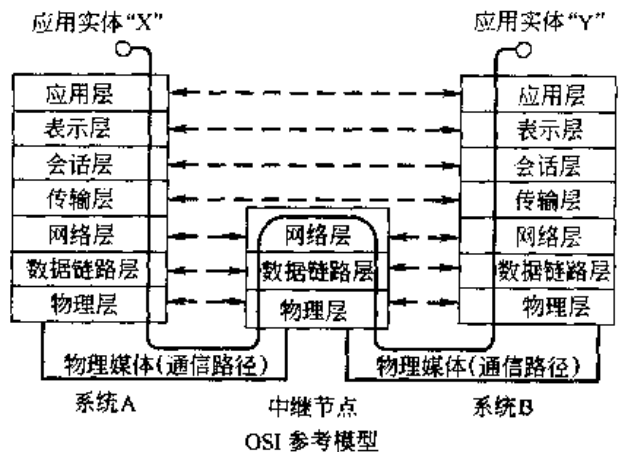 应用实体“X” 应用实体“Y”
应用层 应用层
表示层 表示层
会话层 会话层
传输层 传输层
网络层 网络层 网络层
数据链路层 数据链路层 数据链路层
物理层 物理层 物理层
物理媒体(通信路径) 物理媒体(通信路径)
系统A 中继节点 系统B
OSI 参考模型